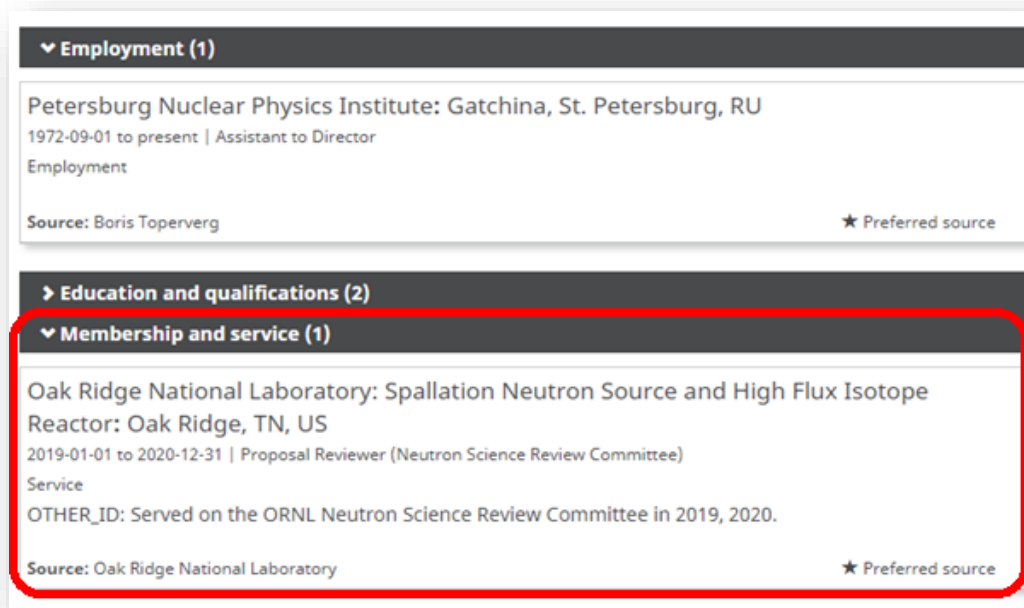 Employment (1)
Petersburg Nuclear Physics Institute: Gatchina, St. Petersburg, RU
1972-09-01 to present | Assistant to Director
Employment
Source: Boris Toperverg ★ Preferred source
Education and qualifications (2)
Membership and service (1)
Oak Ridge National Laboratory: Spallation Neutron Source and High Flux Isotope
Reactor: Oak Ridge, TN, US
2019-01-01 to 2020-12-31 | Proposal Reviewer (Neutron Science Review Committee)
Service
OTHER_ID: Served on the ORNL Neutron Science Review Committee in 2019, 2020.
Source: Oak Ridge National Laboratory ★ Preferred source